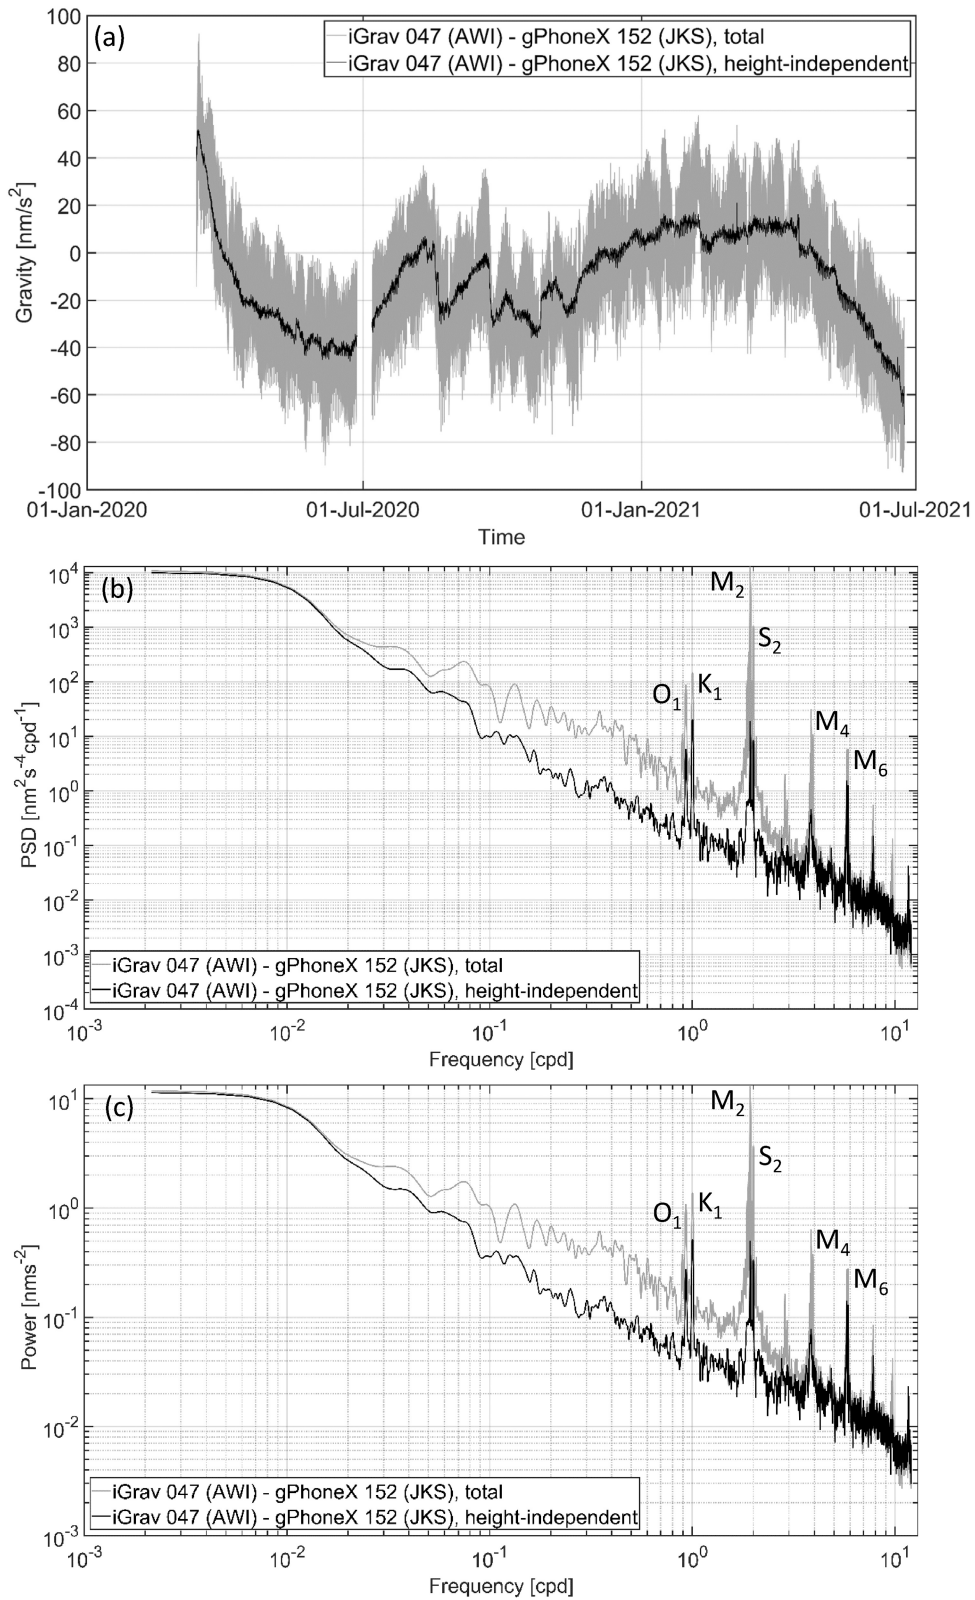 (a)
iGrav 047 (AWI) - gPhoneX 152 (JKS), total
iGrav 047 (AWI) - gPhoneX 152 (JKS), height-independent
100
80
60
40
20
0
-20
-40
-60
-80
-100
Gravity [nm/s²]
01-Jan-2020
01-Jul-2020
01-Jan-2021
01-Jul-2021
Time
(b)
M₂
S₂
O₁
K₁
M₄
M₆
10⁴
10³
10²
10¹
10⁰
10⁻¹
10⁻²
10⁻³
10⁻⁴
PSD [nm²s⁻⁴cpd⁻¹]
iGrav 047 (AWI) - gPhoneX 152 (JKS), total
iGrav 047 (AWI) - gPhoneX 152 (JKS), height-independent
10⁻³
10⁻²
10⁻¹
10⁰
10¹
Frequency [cpd]
(c)
M₂
S₂
O₁
K₁
M₄
M₆
10¹
10⁰
10⁻¹
10⁻²
10⁻³
Power [nms⁻²]
iGrav 047 (AWI) - gPhoneX 152 (JKS), total
iGrav 047 (AWI) - gPhoneX 152 (JKS), height-independent
10⁻³
10⁻²
10⁻¹
10⁰
10¹
Frequency [cpd]